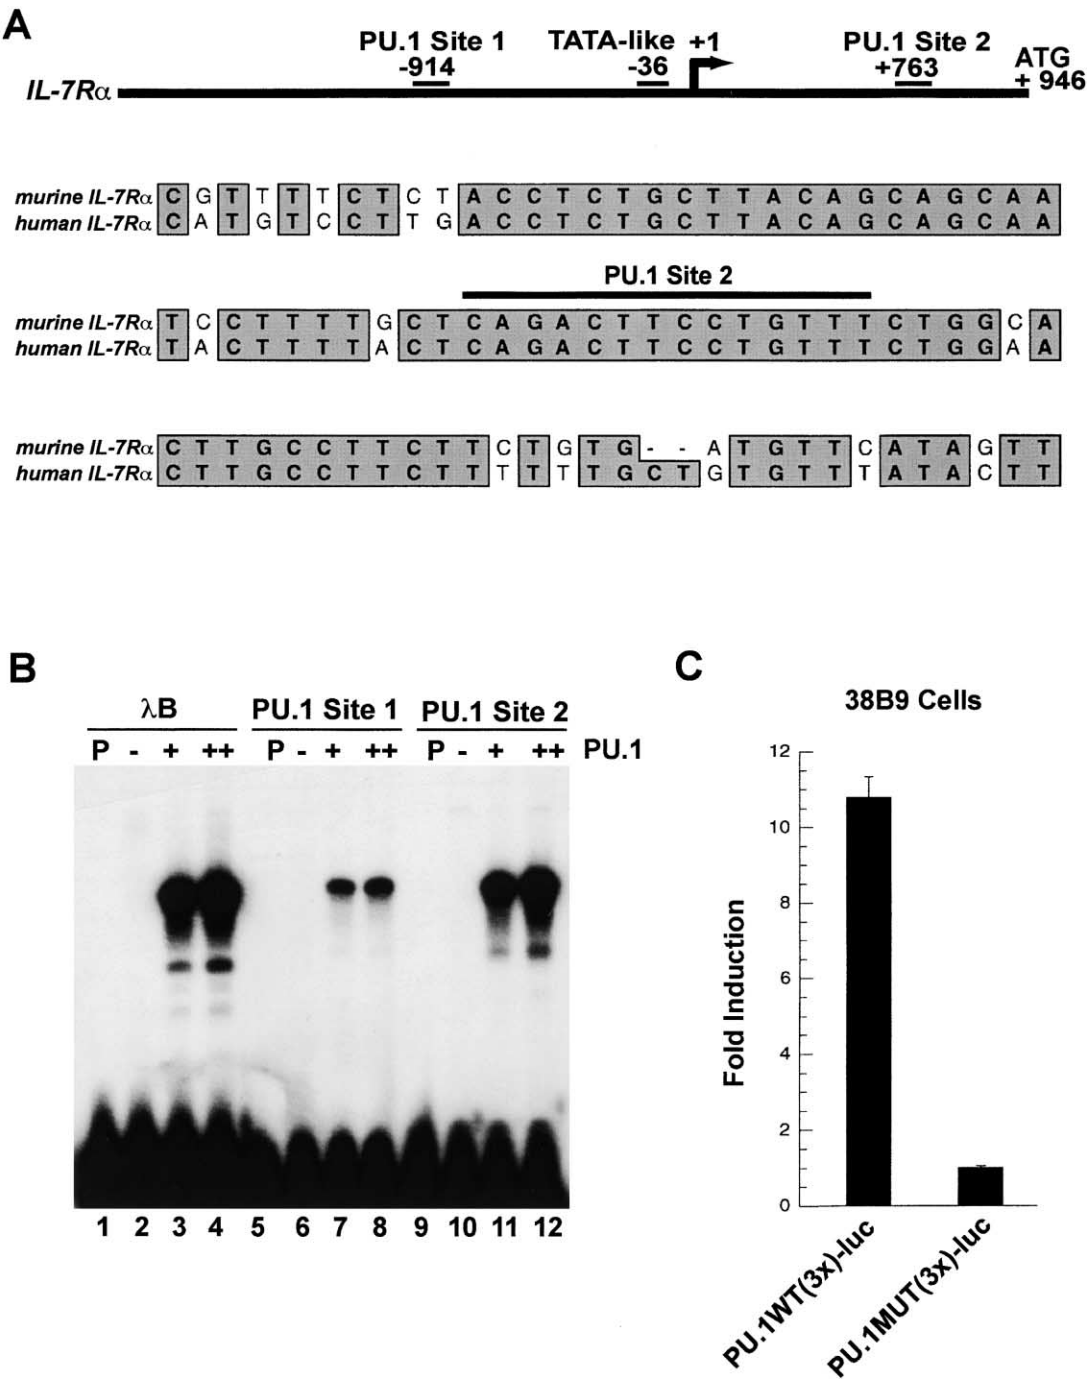 A
PU.1 Site 1 TATA-like +1 PU.1 Site 2 ATG
-914 -36 +763 + 946
IL-7Rα
murine IL-7Rα C G T T T T C T C T A C C T C T G C T T A C A G C A G C A A
human IL-7Rα C A T G T C C T T G A C C T C T G C T T A C A G C A G C A A
PU.1 Site 2
murine IL-7Rα T C C T T T T G C T C A G A C T T C C T G T T T C T G G C A
human IL-7Rα T A C T T T T A C T C A G A C T T C C T G T T T C T G G A A
murine IL-7Rα C T T G C C T T C T T C T G T G - - A T G T T C A T A G T T
human IL-7Rα C T T G C C T T C T T T T T T G C T G T G T T T A T A C T T
B
λB PU.1 Site 1 PU.1 Site 2
P - + ++ P - + ++ P - + ++ PU.1
1 2 3 4 5 6 7 8 9 10 11 12
C
38B9 Cells
Fold Induction
12
10
8
6
4
2
0
PU.1WT(3x)-luc
PU.1MUT(3x)-luc